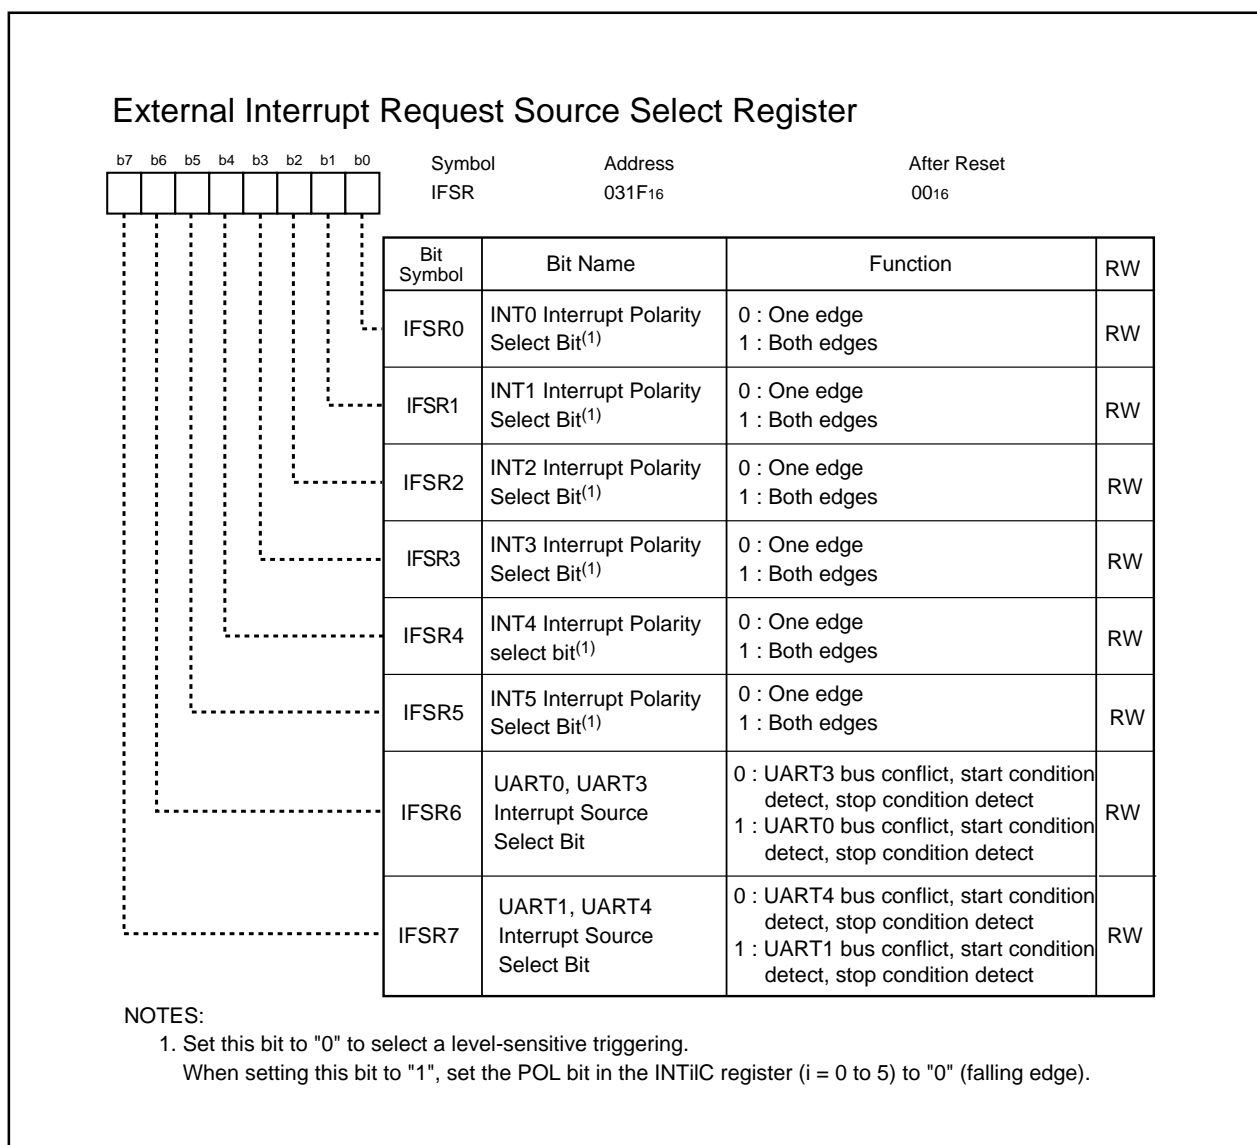 External Interrupt Request Source Select Register
b7 b6 b5 b4 b3 b2 b1 b0
Symbol Address After Reset
IFSR 031F16 0016
Bit Symbol Bit Name Function RW
IFSR0 INT0 Interrupt Polarity Select Bit(1) 0 : One edge RW
1 : Both edges
IFSR1 INT1 Interrupt Polarity Select Bit(1) 0 : One edge RW
1 : Both edges
IFSR2 INT2 Interrupt Polarity Select Bit(1) 0 : One edge RW
1 : Both edges
IFSR3 INT3 Interrupt Polarity Select Bit(1) 0 : One edge RW
1 : Both edges
IFSR4 INT4 Interrupt Polarity select bit(1) 0 : One edge RW
1 : Both edges
IFSR5 INT5 Interrupt Polarity Select Bit(1) 0 : One edge RW
1 : Both edges
IFSR6 UART0, UART3 Interrupt Source Select Bit 0 : UART3 bus conflict, start condition RW
detect, stop condition detect
1 : UART0 bus conflict, start condition
detect, stop condition detect
IFSR7 UART1, UART4 Interrupt Source Select Bit 0 : UART4 bus conflict, start condition RW
detect, stop condition detect
1 : UART1 bus conflict, start condition
detect, stop condition detect
NOTES:
1. Set this bit to "0" to select a level-sensitive triggering.
When setting this bit to "1", set the POL bit in the INTilC register (i = 0 to 5) to "0" (falling edge).